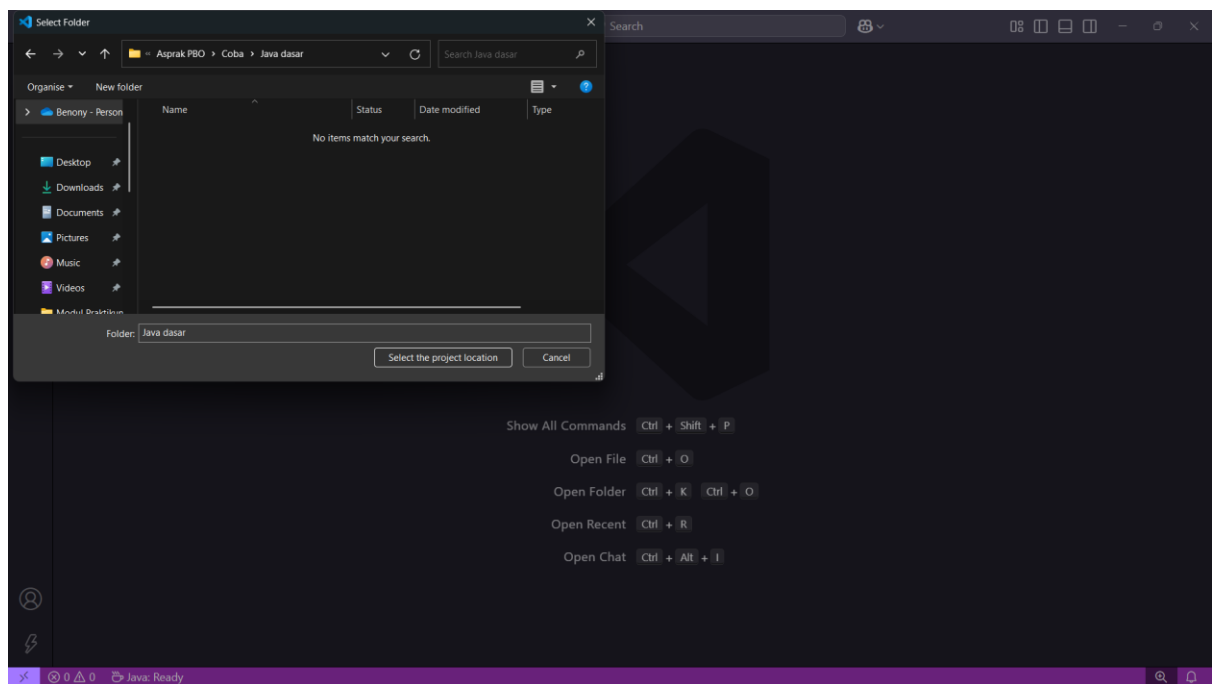 Select Folder
Search
« Asprak PBO > Coba > Java dasar
Search Java dasar
Organise
New folder
Benony - Person
Name
Status
Date modified
Type
No items match your search.
Desktop
Downloads
Documents
Pictures
Music
Videos
Modul Praktikun
Folder: Java dasar
Select the project location
Cancel
Show All Commands Ctrl + Shift + P
Open File Ctrl + O
Open Folder Ctrl + K Ctrl + O
Open Recent Ctrl + R
Open Chat Ctrl + Alt + I
0 0 Java: Ready